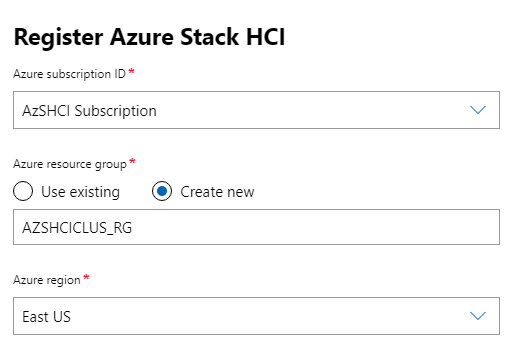 Register Azure Stack HCI
Azure subscription ID *
AzSHCI Subscription
Azure resource group *
Use existing Create new
AZSHCICLUS_RG
Azure region *
East US